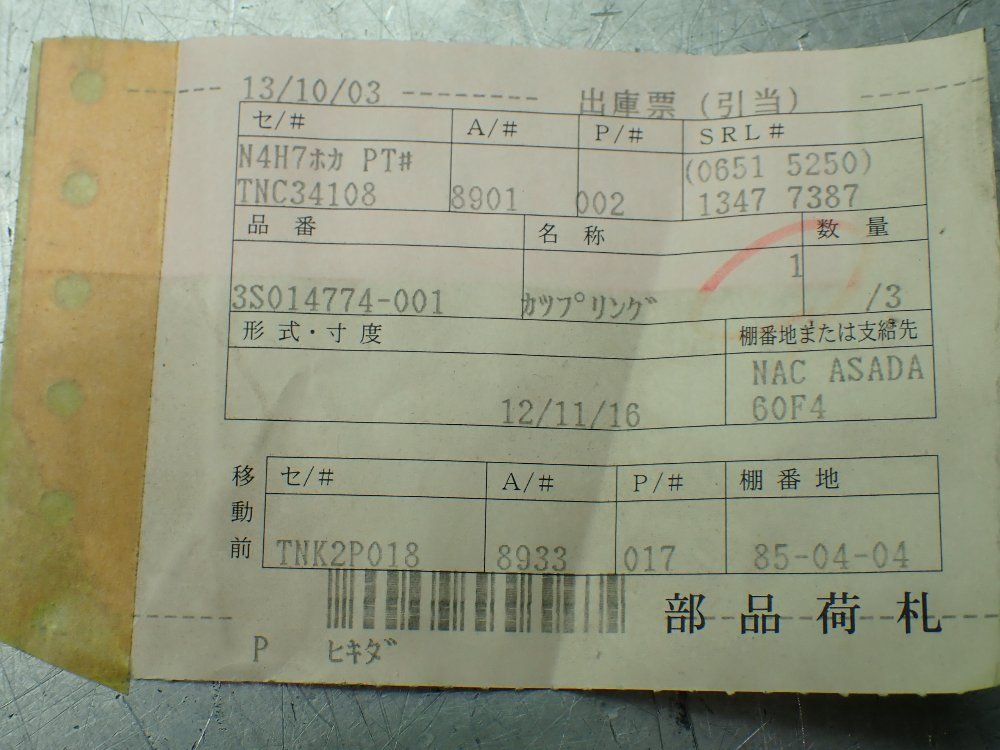 13/10/03 出庫票 (引当)
セ/# A/# P/# SRL#
N4H7ホカ PT# (0651 5250)
TNC34108 8901 002 1347 7387
品番 名称 数量
1
3S014774-001 カツプリング /3
形式・寸度 棚番地または支給先
NAC ASADA
12/11/16 60F4
移動前 セ/# A/# P/# 棚番地
TNK2P018 8933 017 85-04-04
部品荷札
P ヒキダ